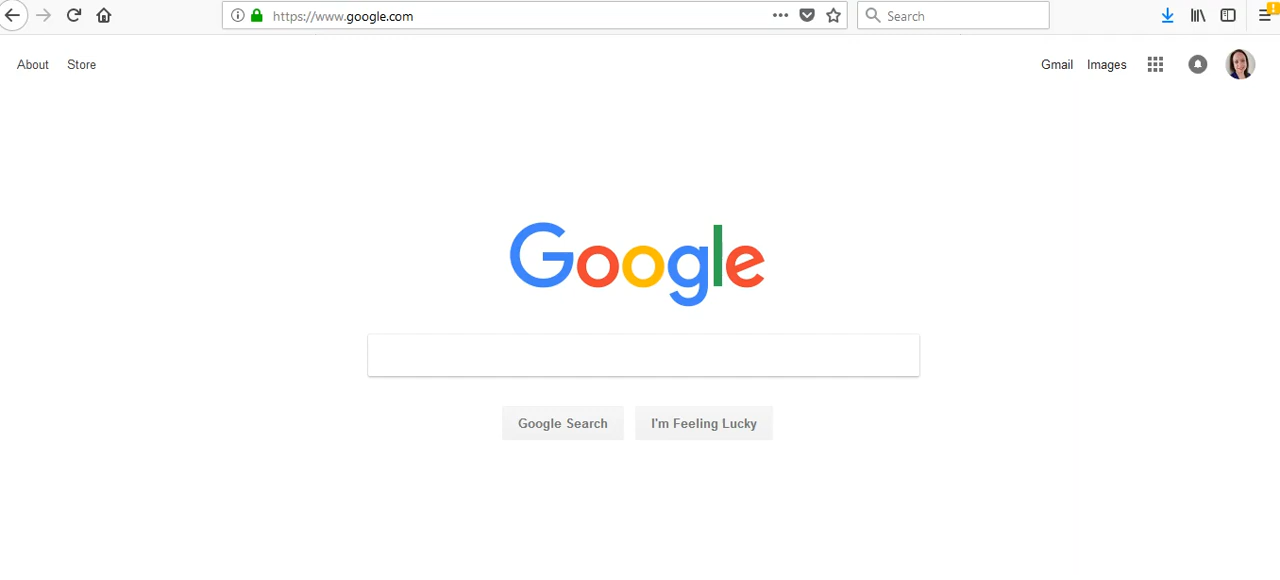 https://www.google.com
Search
About Store
Gmail Images
Google
Google Search I'm Feeling Lucky